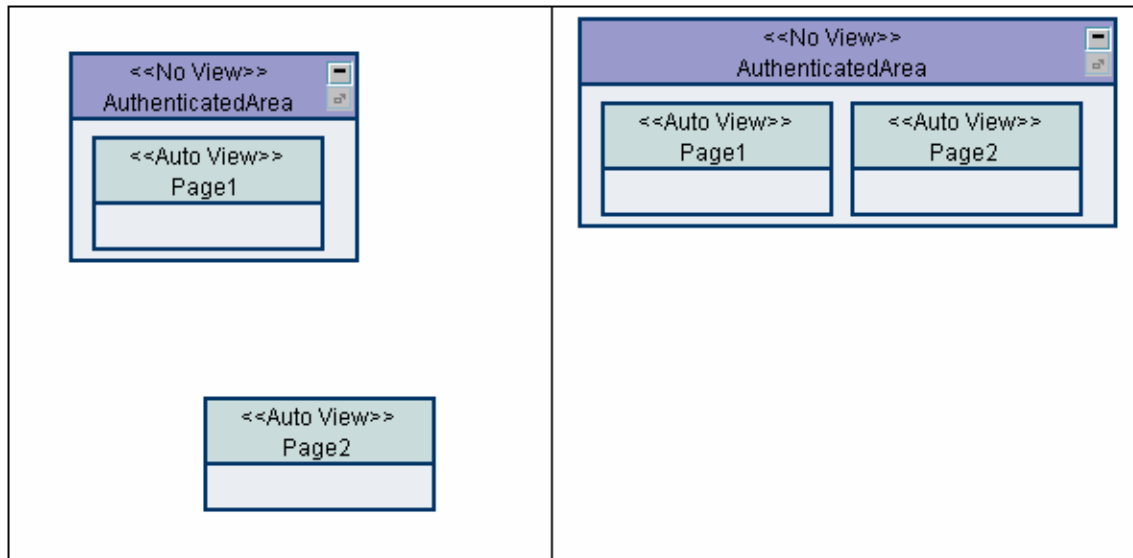 <<No View>>
AuthenticatedArea
<<Auto View>>
Page1
<<Auto View>>
Page2
<<No View>>
AuthenticatedArea
<<Auto View>>
Page1
<<Auto View>>
Page2